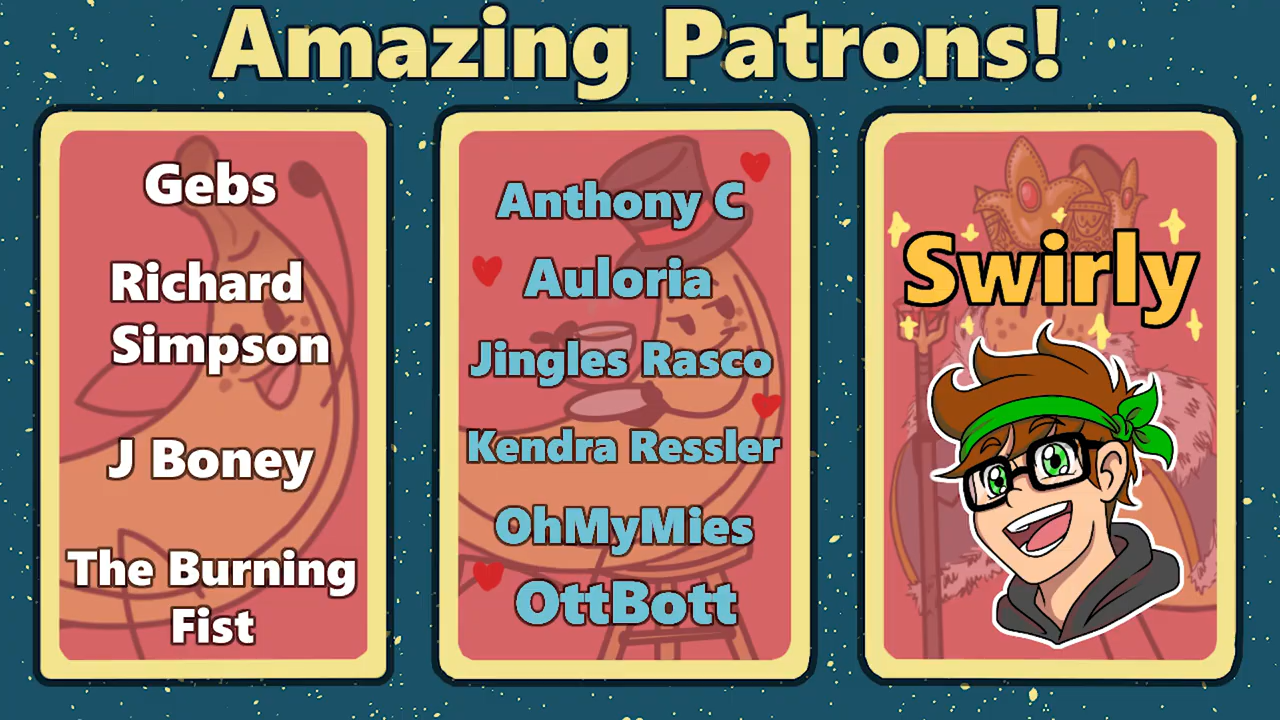 Amazing Patrons!
Gebs
Richard
Simpson
J Boney
The Burning
Fist
Anthony C
Auloria
Jingles Rasco
Kendra Ressler
OhMyMies
OttBott
Swirly